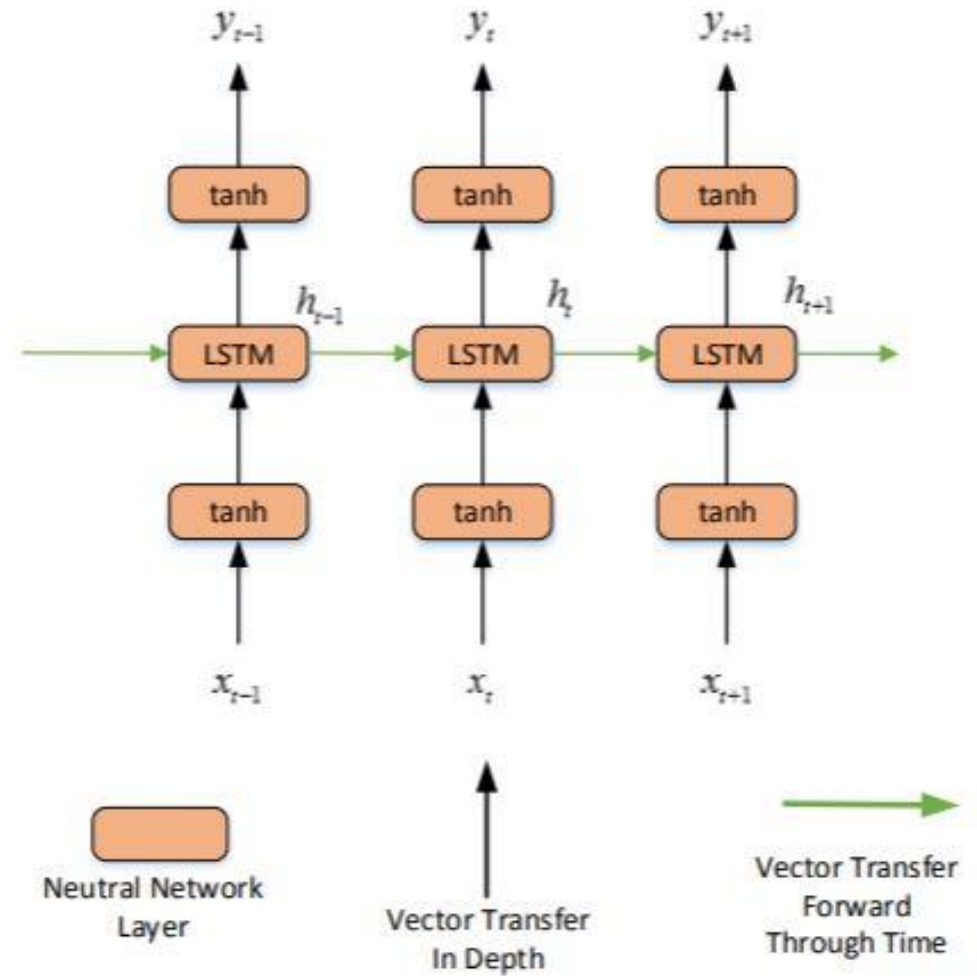 y_{t-1} y_t y_{t+1}
tanh tanh tanh
h_{t-1} h_t h_{t+1}
LSTM LSTM LSTM
tanh tanh tanh
x_{t-1} x_t x_{t+1}
Neutral Network
Layer
Vector Transfer
In Depth
Vector Transfer
Forward
Through Time